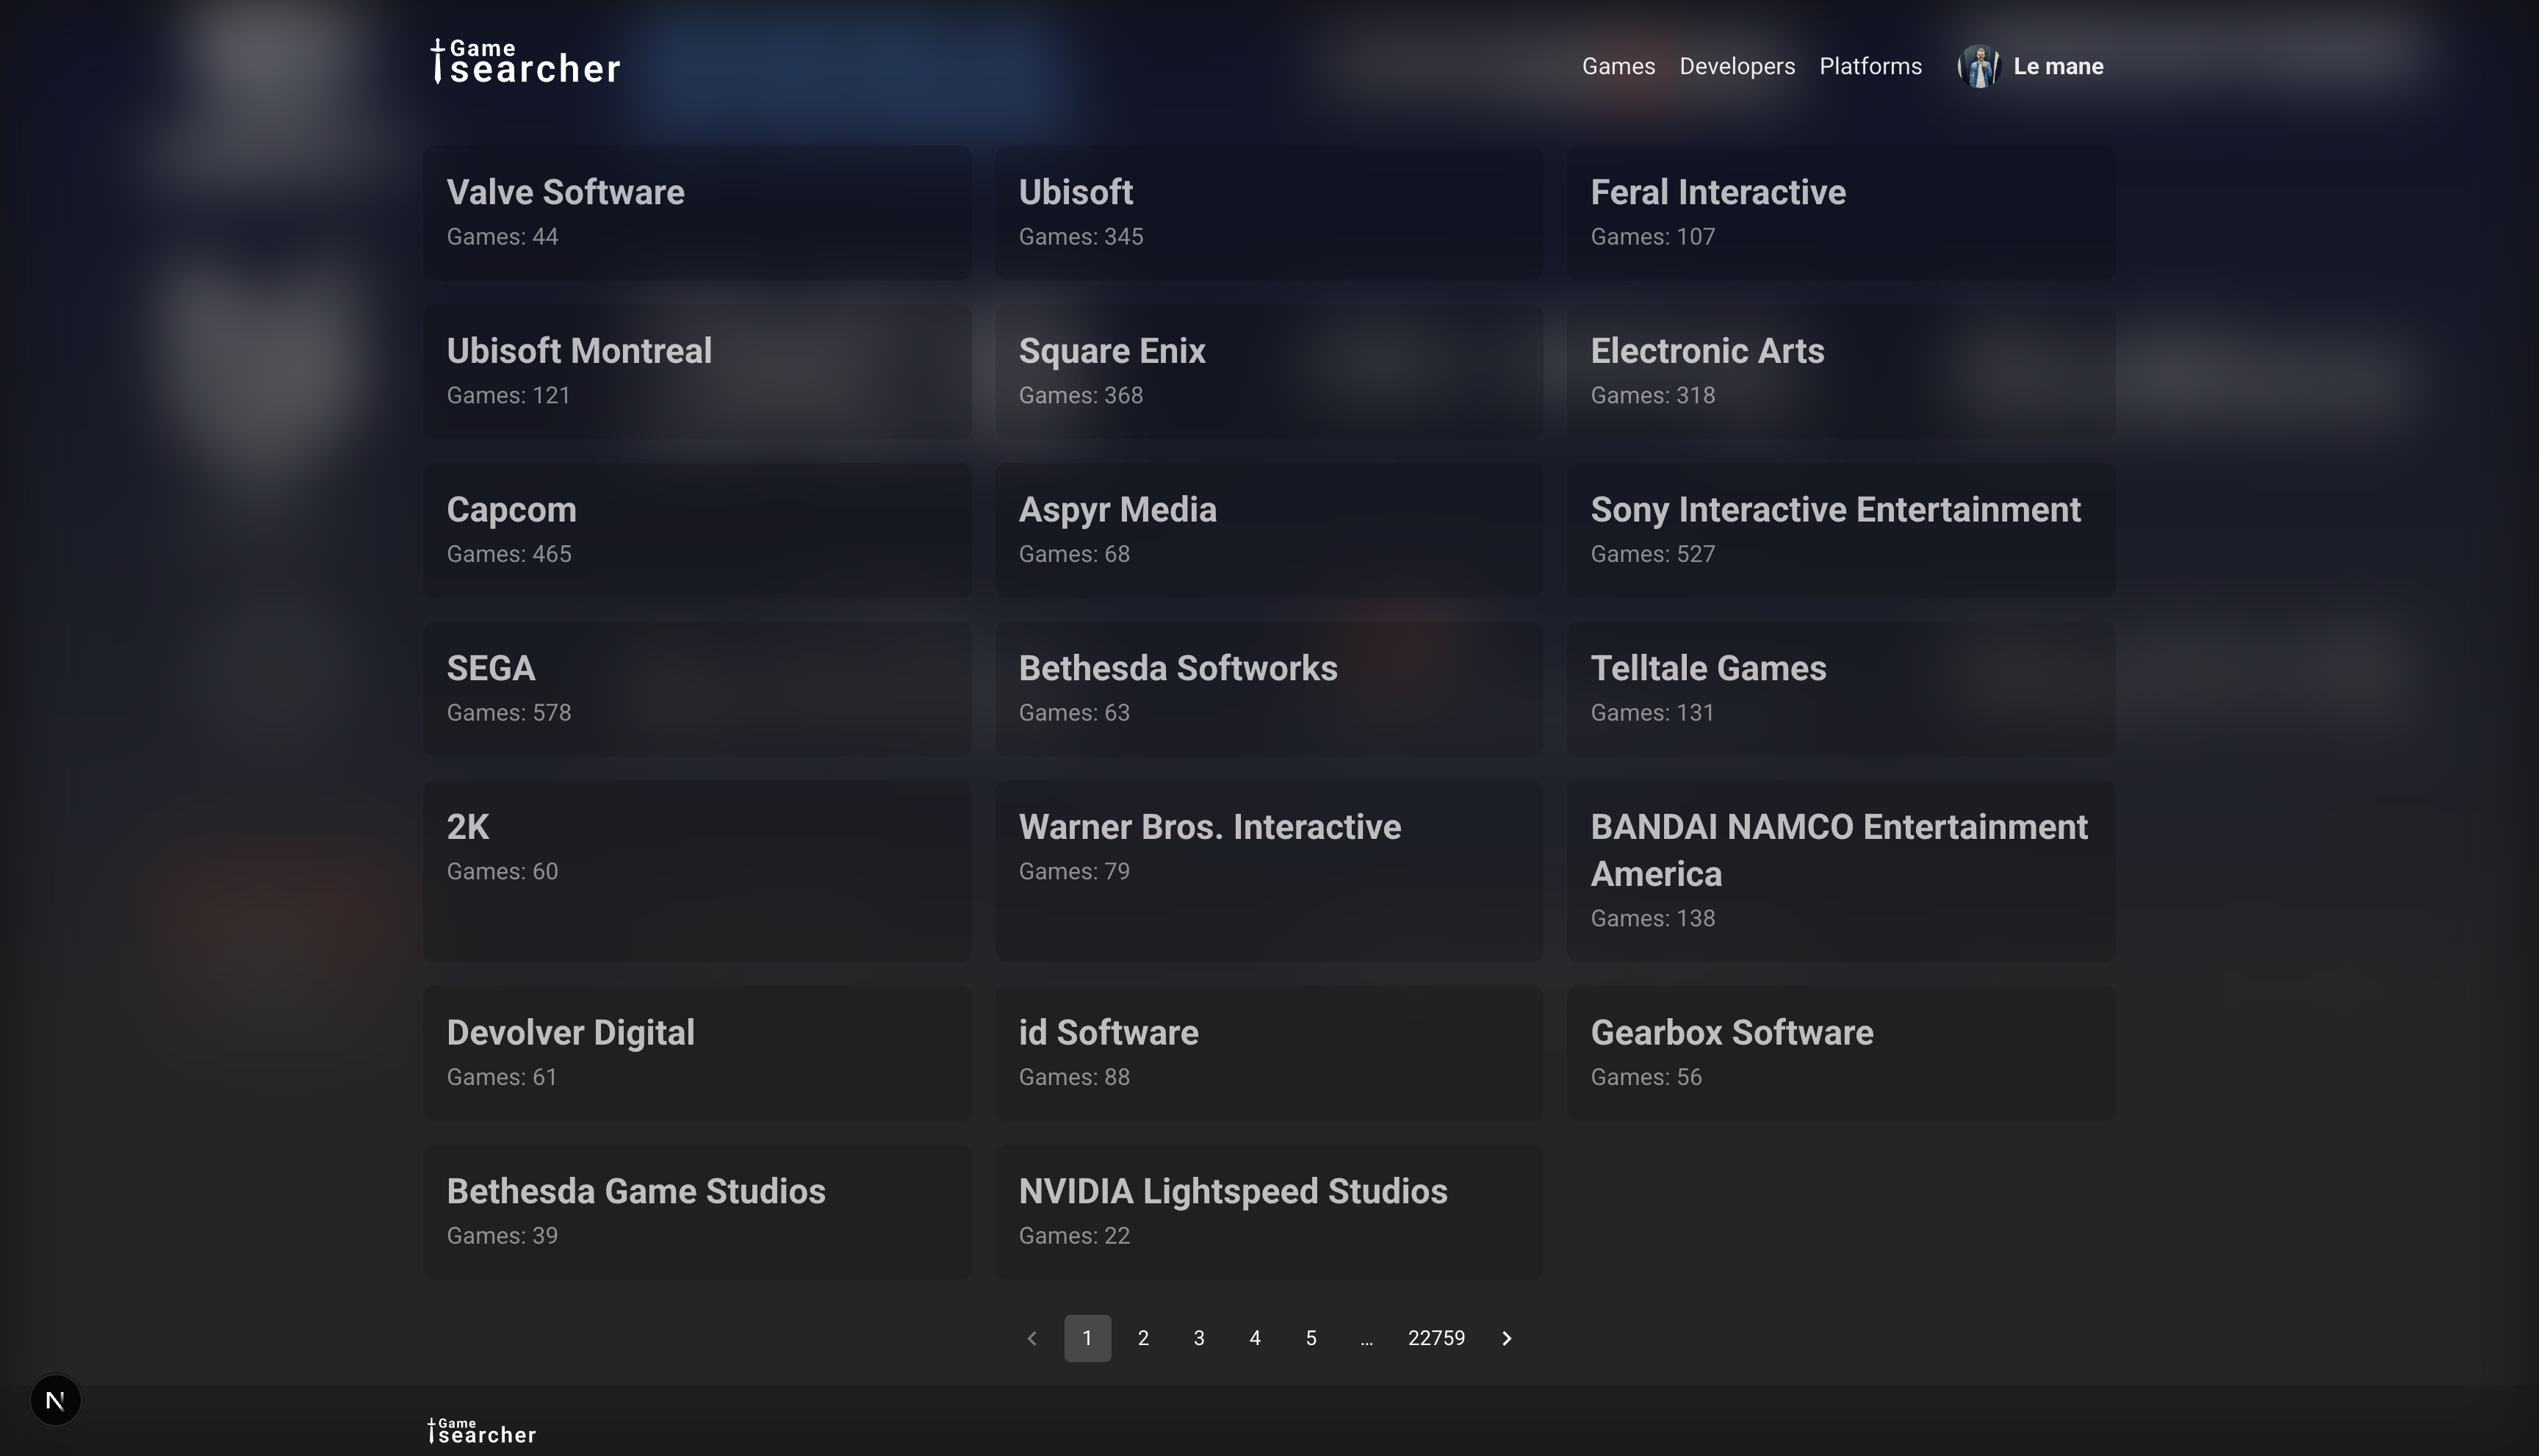 Game
searcher
Games Developers Platforms Le mane
Valve Software
Games: 44
Ubisoft
Games: 345
Feral Interactive
Games: 107
Ubisoft Montreal
Games: 121
Square Enix
Games: 368
Electronic Arts
Games: 318
Capcom
Games: 465
Aspyr Media
Games: 68
Sony Interactive Entertainment
Games: 527
SEGA
Games: 578
Bethesda Softworks
Games: 63
Telltale Games
Games: 131
2K
Games: 60
Warner Bros. Interactive
Games: 79
BANDAI NAMCO Entertainment
America
Games: 138
Devolver Digital
Games: 61
id Software
Games: 88
Gearbox Software
Games: 56
Bethesda Game Studios
Games: 39
NVIDIA Lightspeed Studios
Games: 22
1 2 3 4 5 ... 22759
N
Game
searcher